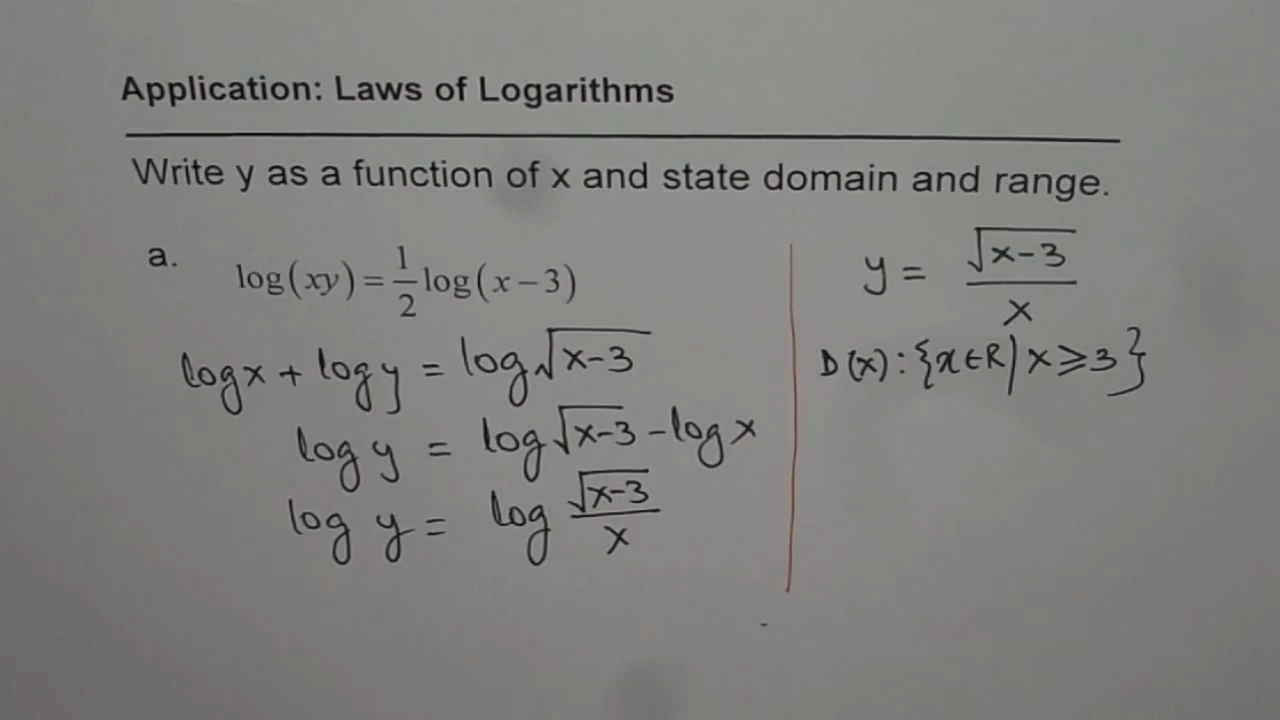 Application: Laws of Logarithms
Write y as a function of x and state domain and range.
a.
log(xy) = 1/2 log(x − 3)
log x + log y = log √(x−3)
log y = log √(x−3) − log x
log y = log √(x−3)/x
y = √(x−3)/x
D(x) : {x ∈ R | x ≥ 3}